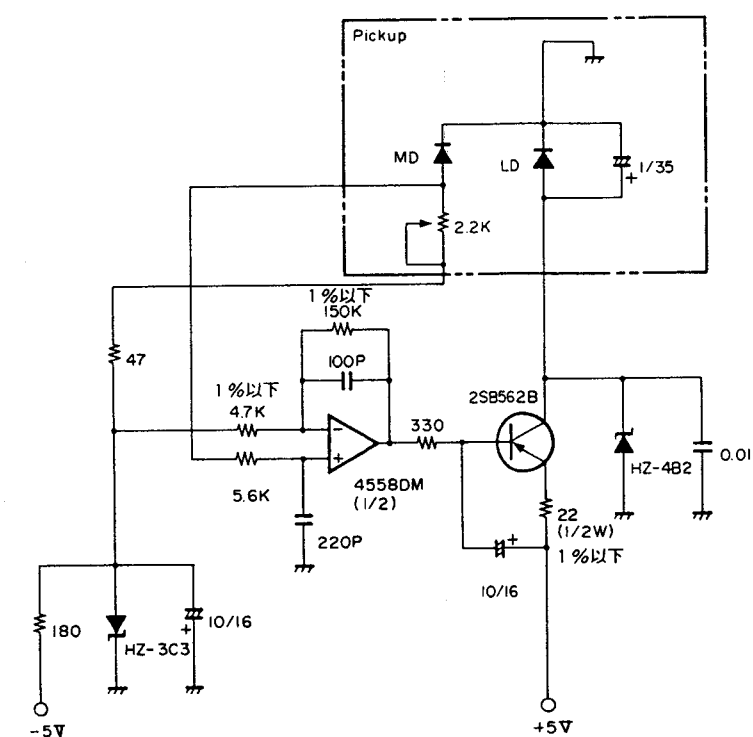 Pickup
MD
LD
1/35
+
2.2K
1%以下
150K
47
100P
1%以下
4.7K
2SB562B
330
−
+
HZ-4B2
0.01
5.6K
4558DM
(1/2)
22
(1/2W)
1%以下
220P
+
10/16
180
HZ-3C3
+
10/16
-5V
+5V